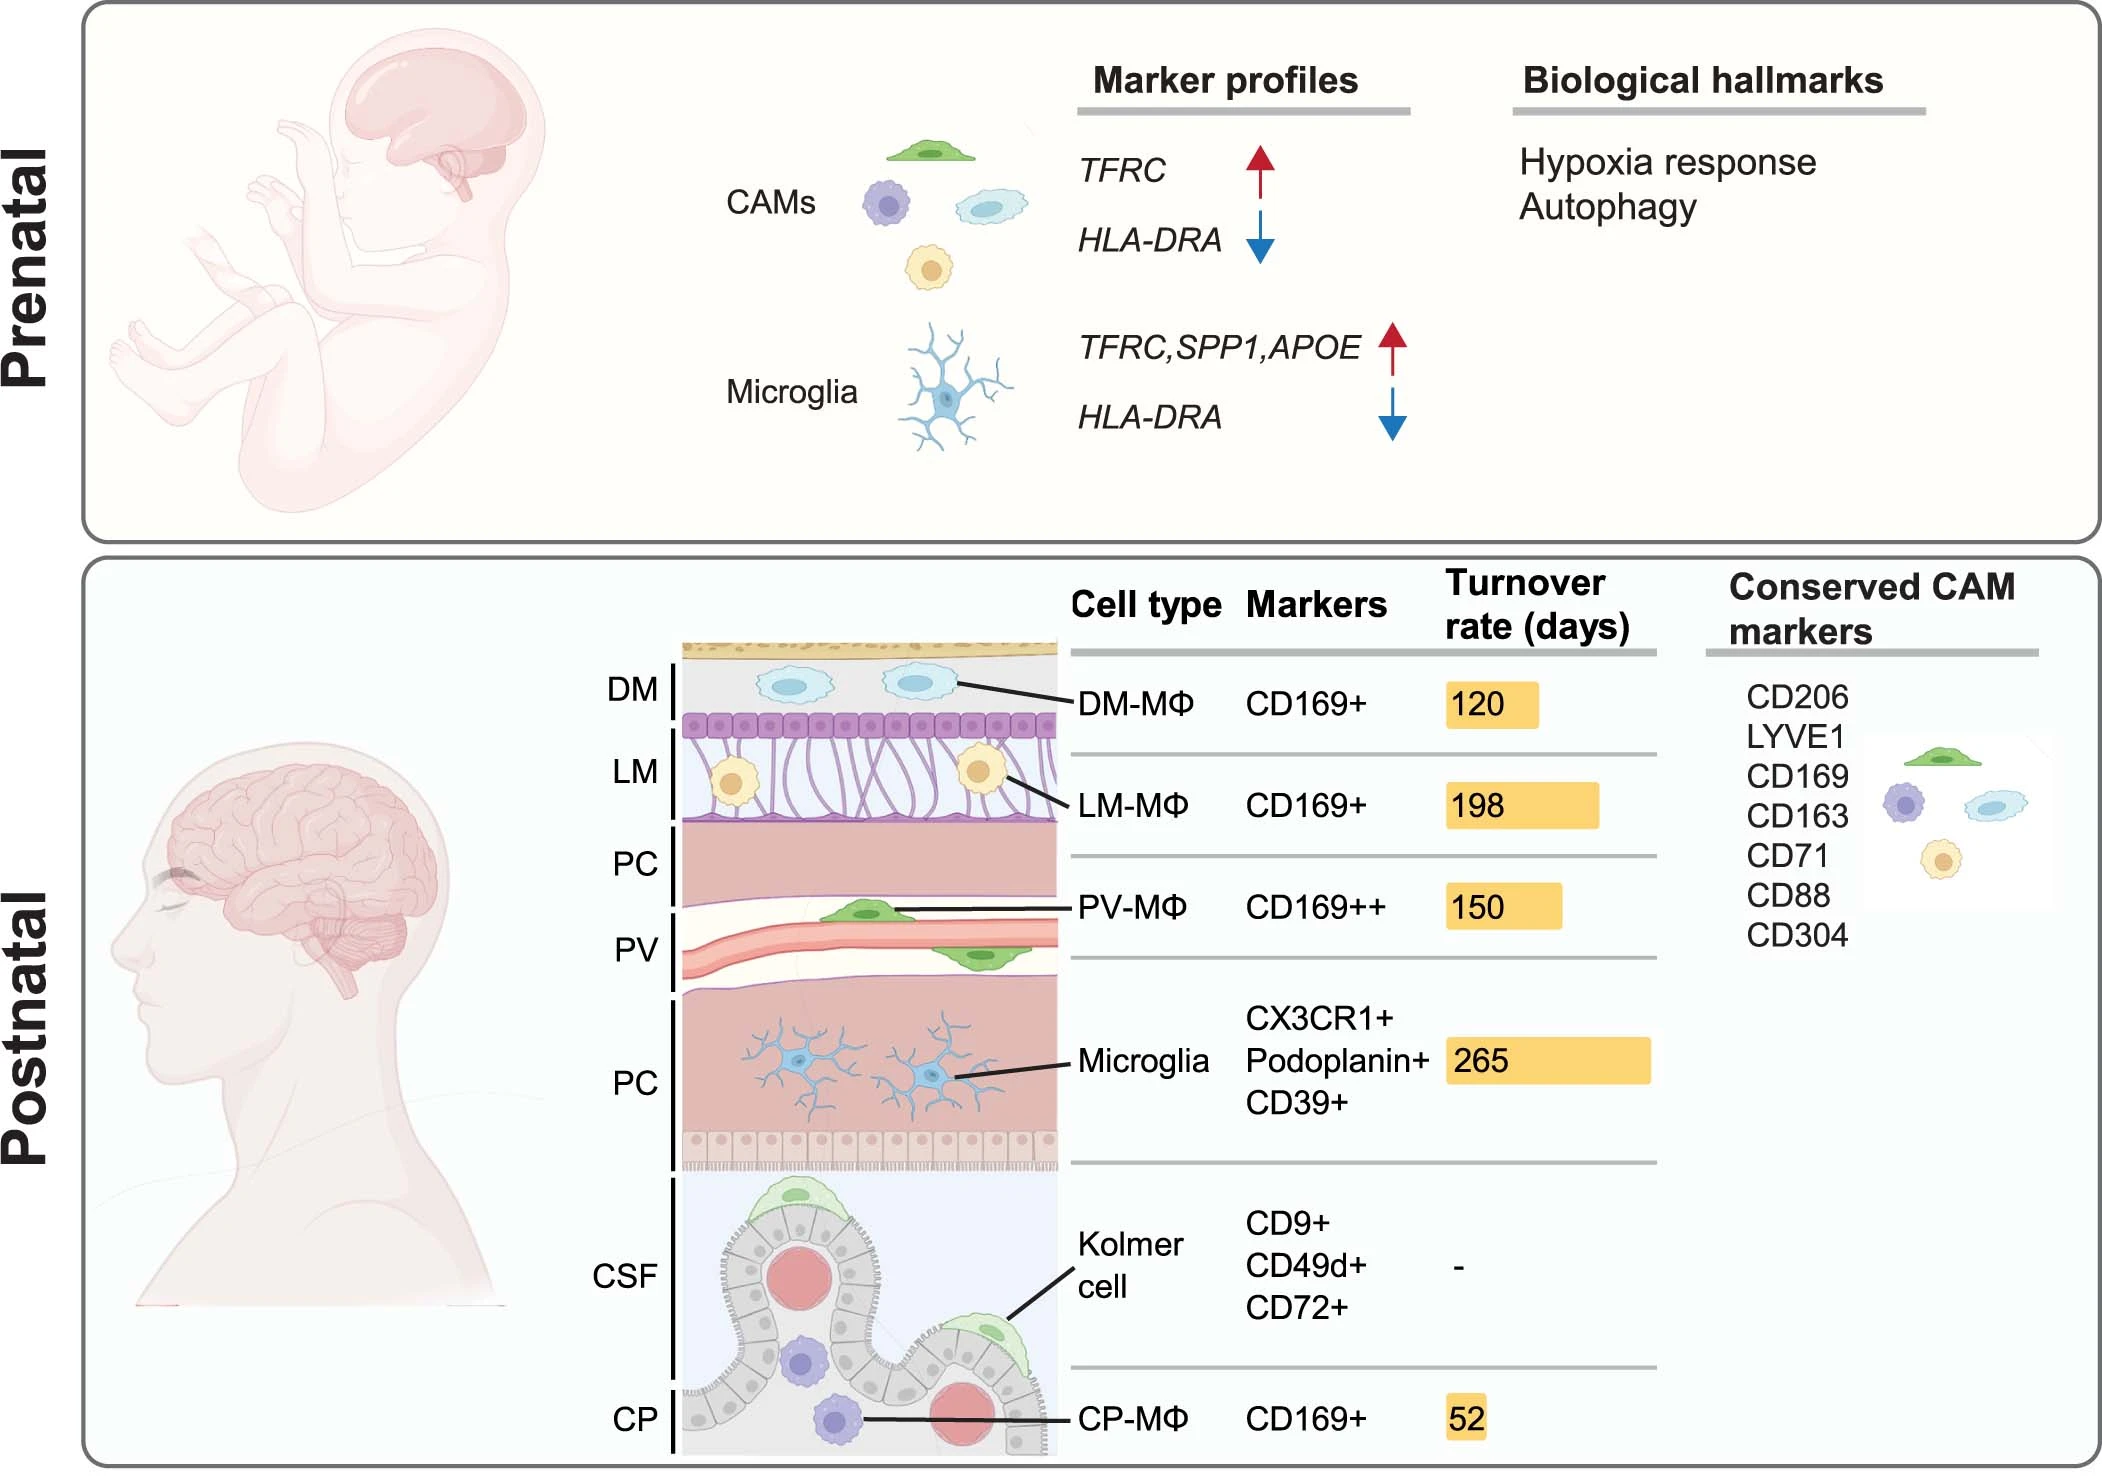 Prenatal
Marker profiles
Biological hallmarks
CAMs
TFRC
HLA-DRA
Hypoxia response
Autophagy
Microglia
TFRC,SPP1,APOE
HLA-DRA
Postnatal
Cell type
Markers
Turnover
rate (days)
Conserved CAM
markers
DM
DM-MΦ
CD169+
120
LM
LM-MΦ
CD169+
198
PC
PV
PV-MΦ
CD169++
150
PC
Microglia
CX3CR1+
Podoplanin+
CD39+
265
CSF
Kolmer
cell
CD9+
CD49d+
CD72+
-
CP
CP-MΦ
CD169+
52
CD206
LYVE1
CD169
CD163
CD71
CD88
CD304